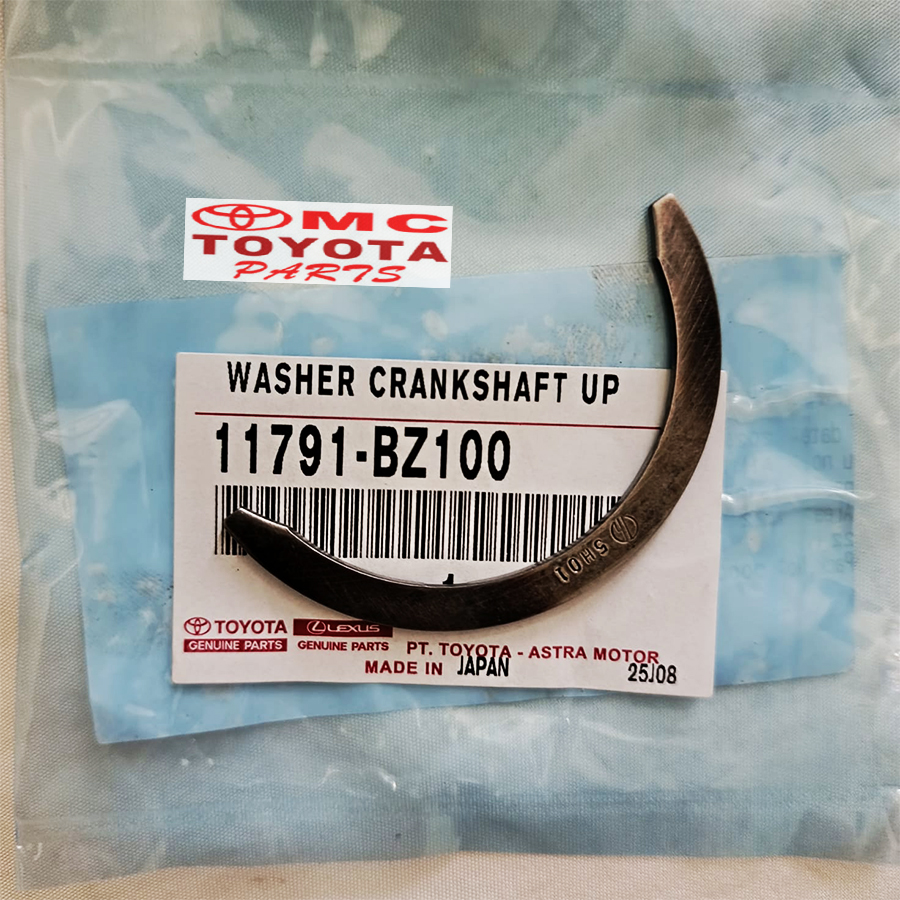 MC
TOYOTA
PARTS
WASHER CRANKSHAFT UP
11791-BZ100
TOYOTA
GENUINE PARTS
LEXUS
GENUINE PARTS
PT. TOYOTA - ASTRA MOTOR
MADE IN JAPAN
25J08
5H01